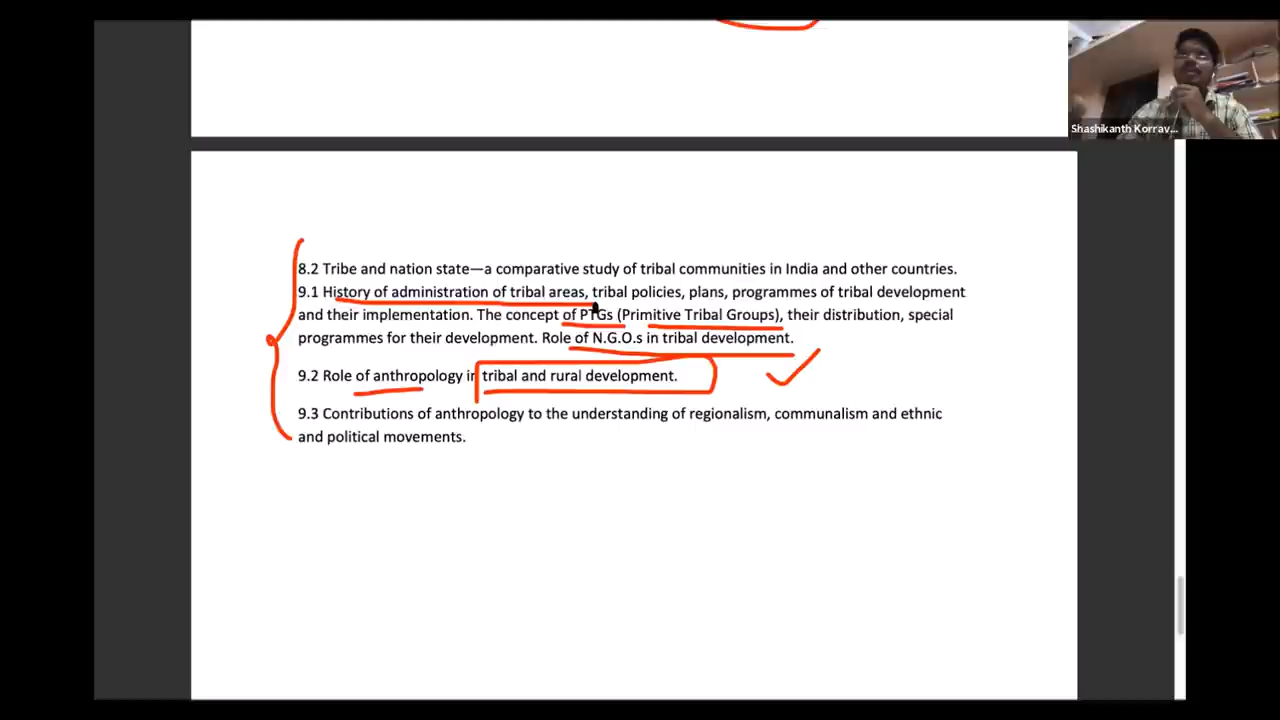 Shashikanth Korrav...
8.2 Tribe and nation state—a comparative study of tribal communities in India and other countries.
9.1 History of administration of tribal areas, tribal policies, plans, programmes of tribal development
and their implementation. The concept of PTGs (Primitive Tribal Groups), their distribution, special
programmes for their development. Role of N.G.O.s in tribal development.
9.2 Role of anthropology in tribal and rural development.
9.3 Contributions of anthropology to the understanding of regionalism, communalism and ethnic
and political movements.